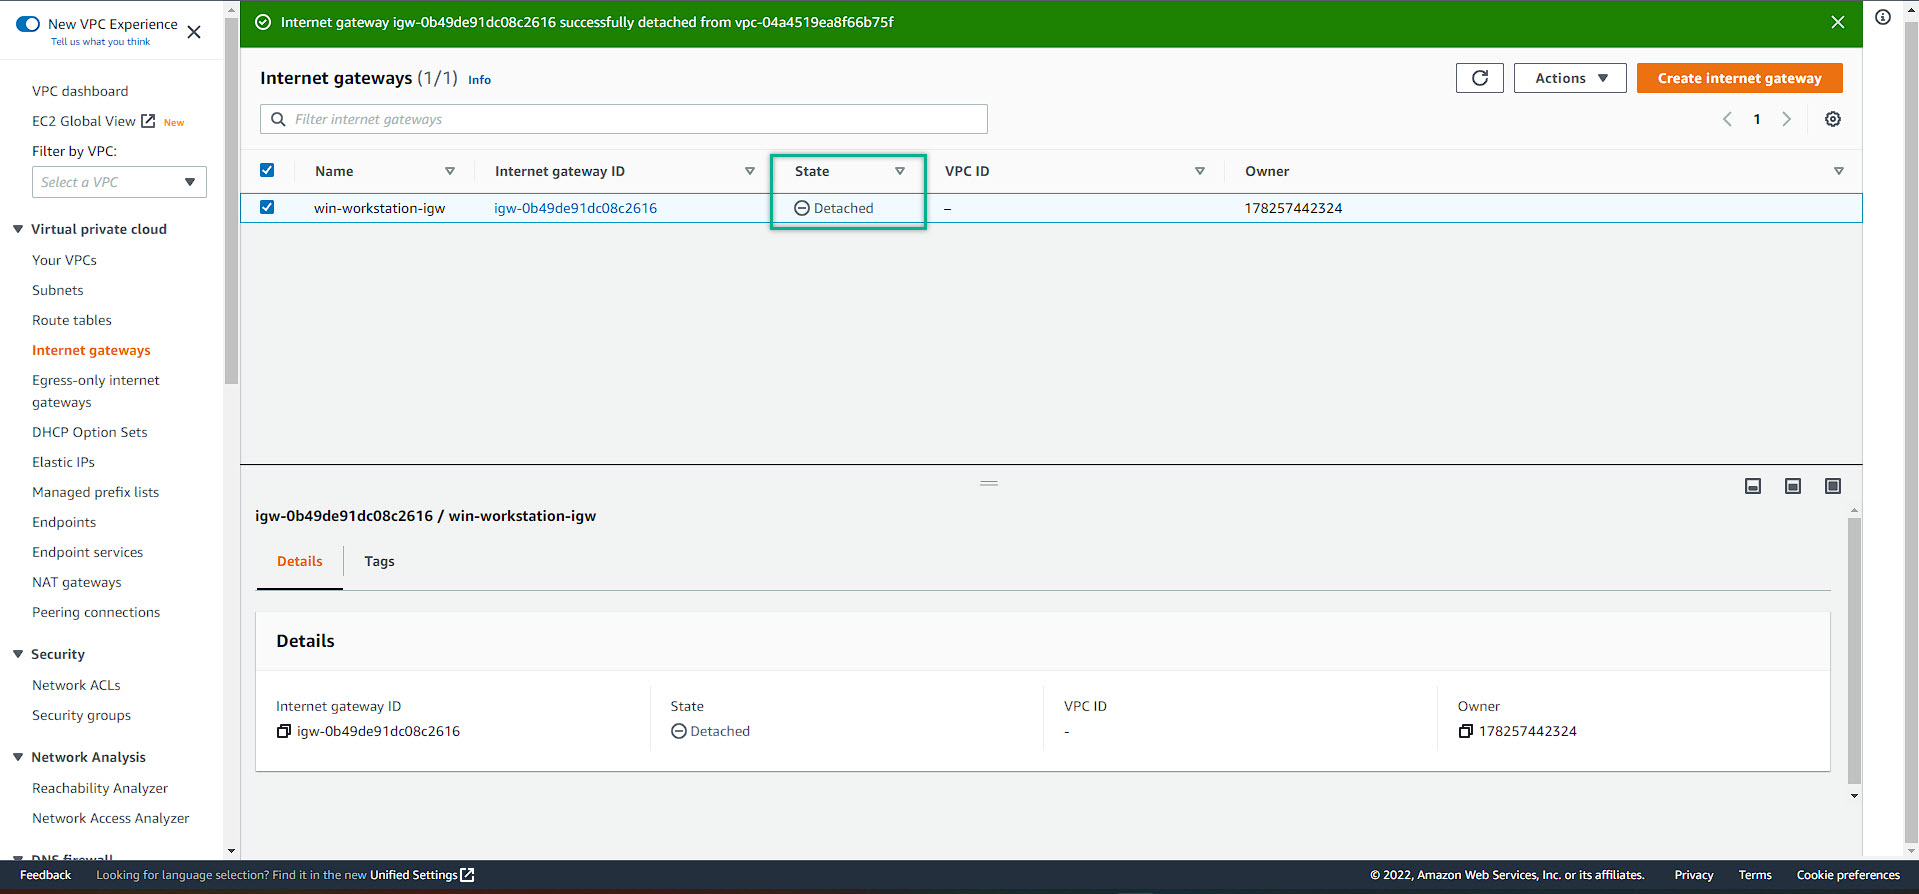 New VPC Experience
Tell us what you think
VPC dashboard
EC2 Global View New
Filter by VPC:
Select a VPC
Virtual private cloud
Your VPCs
Subnets
Route tables
Internet gateways
Egress-only internet
gateways
DHCP Option Sets
Elastic IPs
Managed prefix lists
Endpoints
Endpoint services
NAT gateways
Peering connections
Security
Network ACLs
Security groups
Network Analysis
Reachability Analyzer
Network Access Analyzer
DNS firewall
Internet gateway igw-0b49de91dc08c2616 successfully detached from vpc-04a4519ea8f66b75f
Internet gateways (1/1) Info
Actions
Create internet gateway
Filter internet gateways
1
Name Internet gateway ID State VPC ID Owner
win-workstation-igw igw-0b49de91dc08c2616 Detached – 178257442324
igw-0b49de91dc08c2616 / win-workstation-igw
Details Tags
Details
Internet gateway ID State VPC ID Owner
igw-0b49de91dc08c2616 Detached - 178257442324
Feedback Looking for language selection? Find it in the new Unified Settings © 2022, Amazon Web Services, Inc. or its affiliates. Privacy Terms Cookie preferences